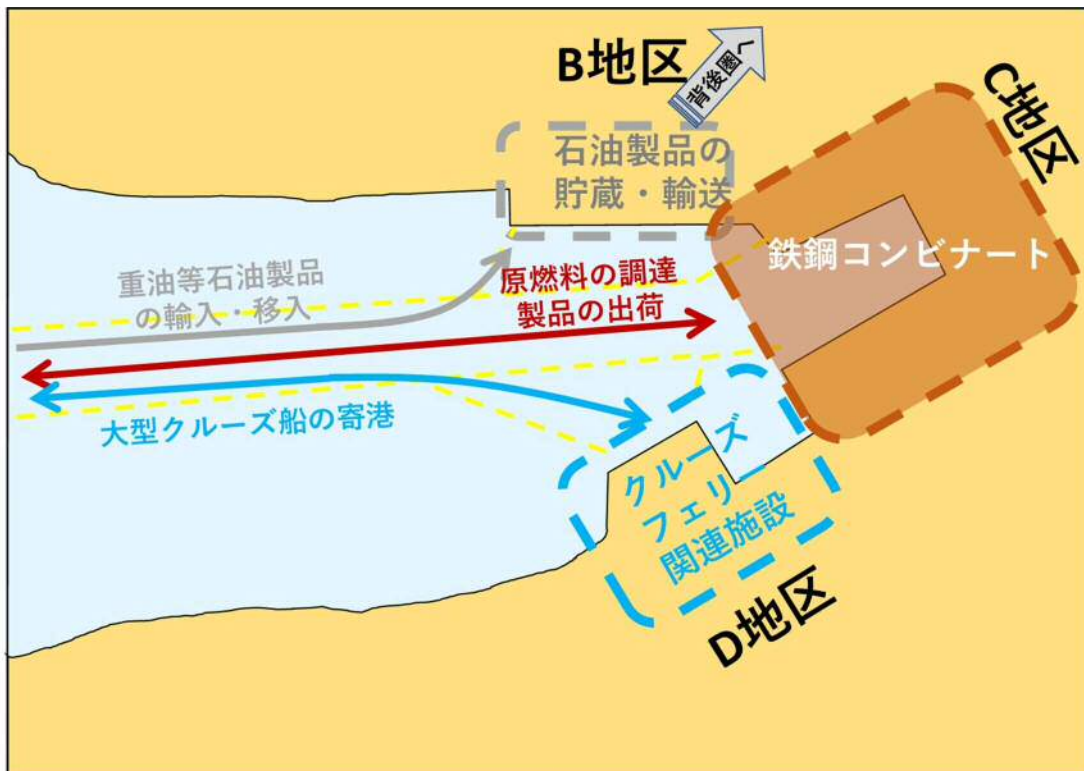 B地区
背後圏へ
C地区
石油製品の
貯蔵・輸送
鉄鋼コンビナート
重油等石油製品
の輸入・移入
原燃料の調達
製品の出荷
大型クルーズ船の寄港
クルーズ
フェリー
関連施設
D地区